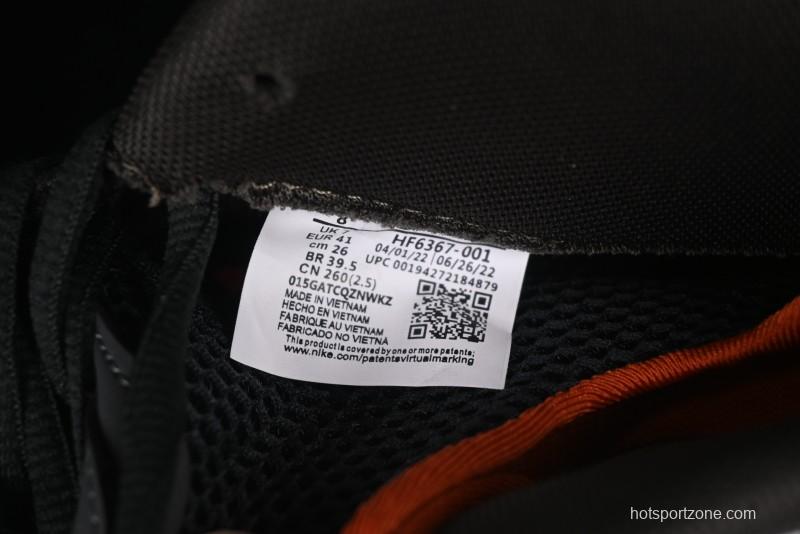 8
UK 7
EUR 41
cm 26
BR 39.5
CN 260(2.5)
015GATCQZNWKZ
MADE IN VIETNAM
HECHO EN VIETNAM
FABRIQUE AU VIETNAM
FABRICADO NO VIETNA
This product is covered by one or more patents;
www.nike.com/patentsvirtualmarking
HF6367-001
04/01/22 06/26/22
UPC 00194272184879
hotsportzone.com